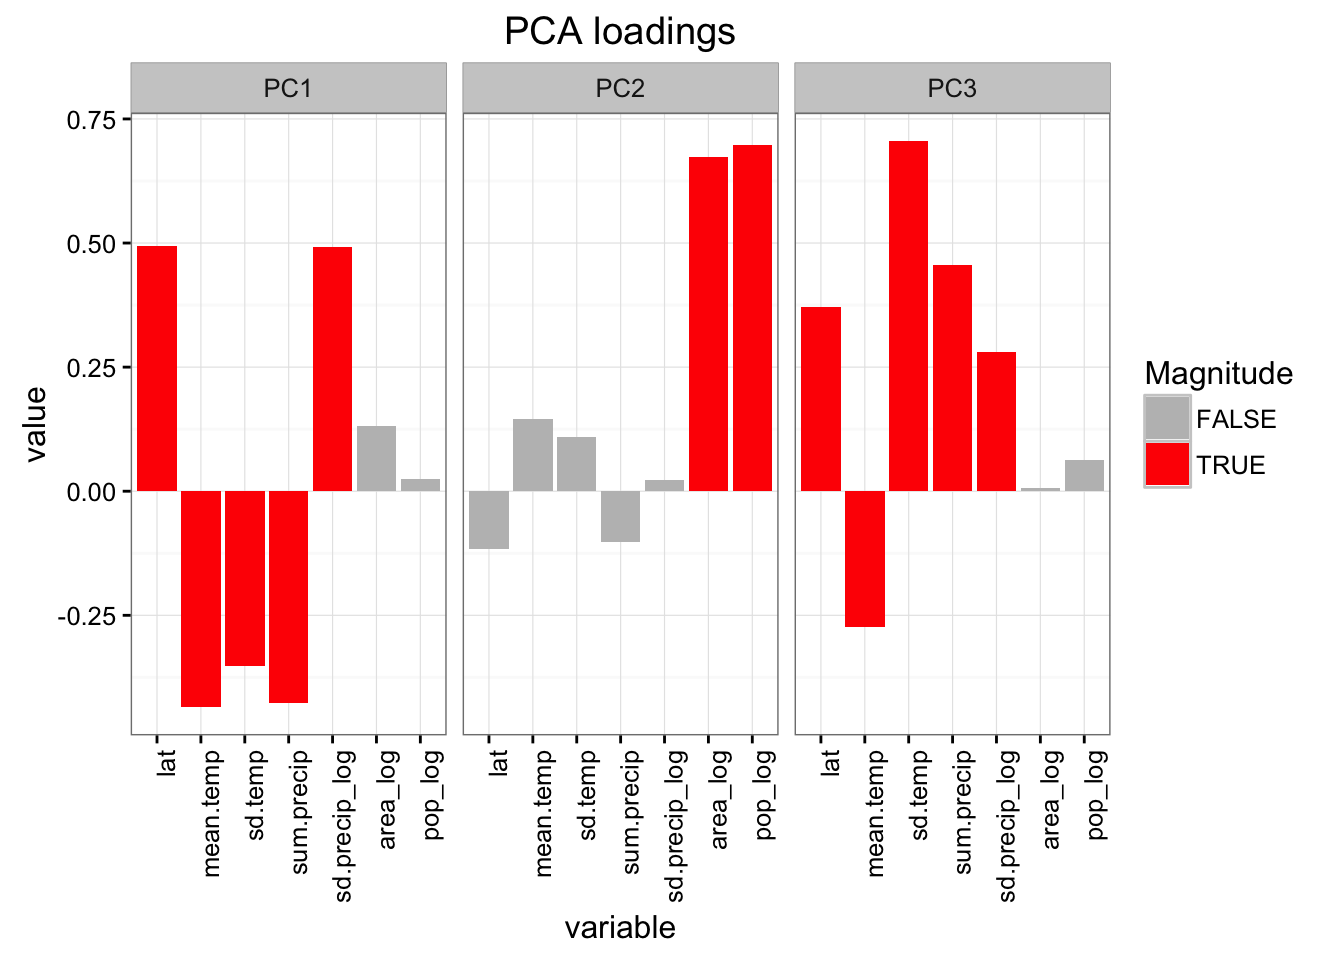 PCA loadings
PC1 PC2 PC3
0.75
0.50
0.25
0.00
-0.25
value
lat mean.temp sd.temp sum.precip sd.precip_log area_log pop_log lat mean.temp sd.temp sum.precip sd.precip_log area_log pop_log lat mean.temp sd.temp sum.precip sd.precip_log area_log pop_log
variable
Magnitude
FALSE
TRUE